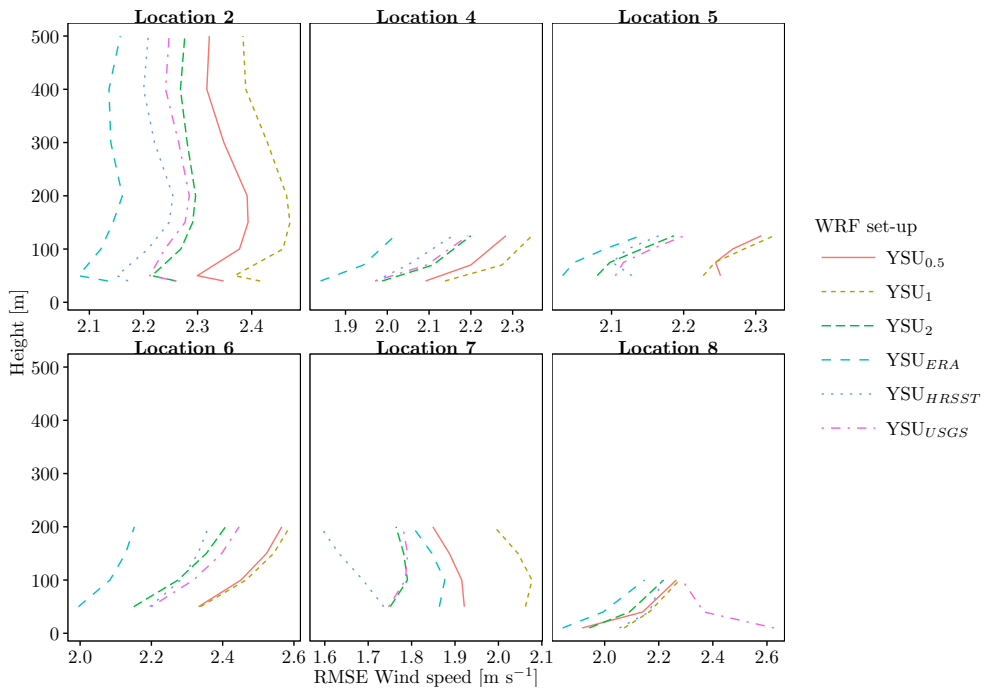 Location 2 Location 4 Location 5
500
400
300
200
100
0
2.1 2.2 2.3 2.4 1.9 2.0 2.1 2.2 2.3 2.1 2.2 2.3
Height [m]
Location 6 Location 7 Location 8
500
400
300
200
100
0
2.0 2.2 2.4 2.6 1.6 1.7 1.8 1.9 2.0 2.1 2.0 2.2 2.4 2.6
RMSE Wind speed [m s⁻¹]
WRF set-up
YSU₀.₅
YSU₁
YSU₂
YSU_ERA
YSU_HRSST
YSU_USGS